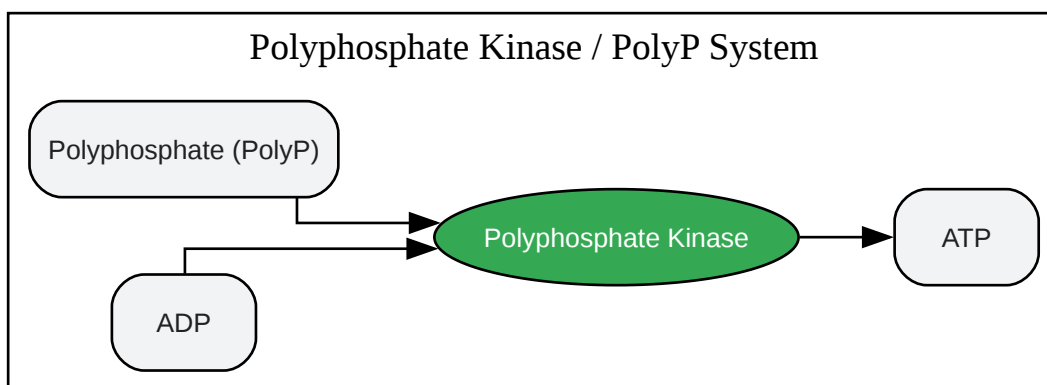 Polyphosphate Kinase / PolyP System
Polyphosphate (PolyP)
Polyphosphate Kinase
ATP
ADP